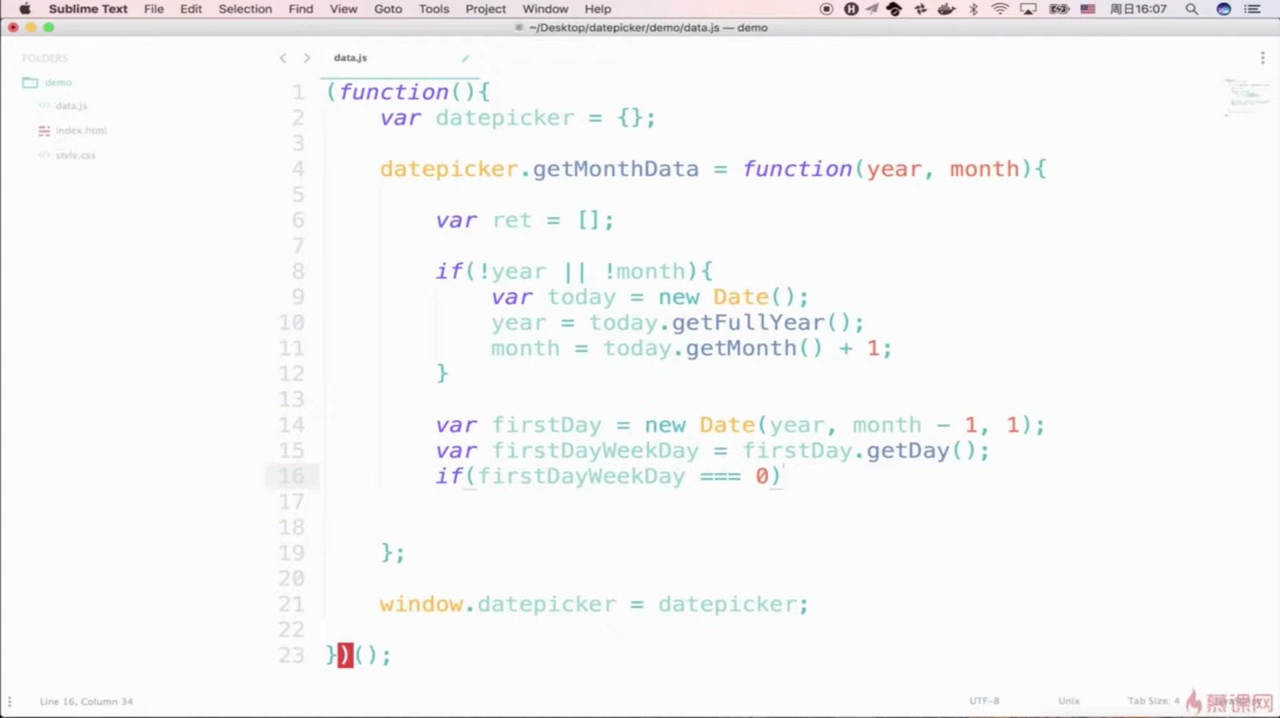 Sublime Text File Edit Selection Find View Goto Tools Project Window Help 周日16:07
~/Desktop/datepicker/demo/data.js — demo
FOLDERS
demo
data.js
index.html
style.css
data.js
1 (function(){
2 var datepicker = {};
3
4 datepicker.getMonthData = function(year, month){
5
6 var ret = [];
7
8 if(!year || !month){
9 var today = new Date();
10 year = today.getFullYear();
11 month = today.getMonth() + 1;
12 }
13
14 var firstDay = new Date(year, month - 1, 1);
15 var firstDayWeekDay = firstDay.getDay();
16 if(firstDayWeekDay === 0)
17
18
19 };
20
21 window.datepicker = datepicker;
22
23 })();
Line 16, Column 34 UTF-8 Unix Tab Size: 4
慕课网